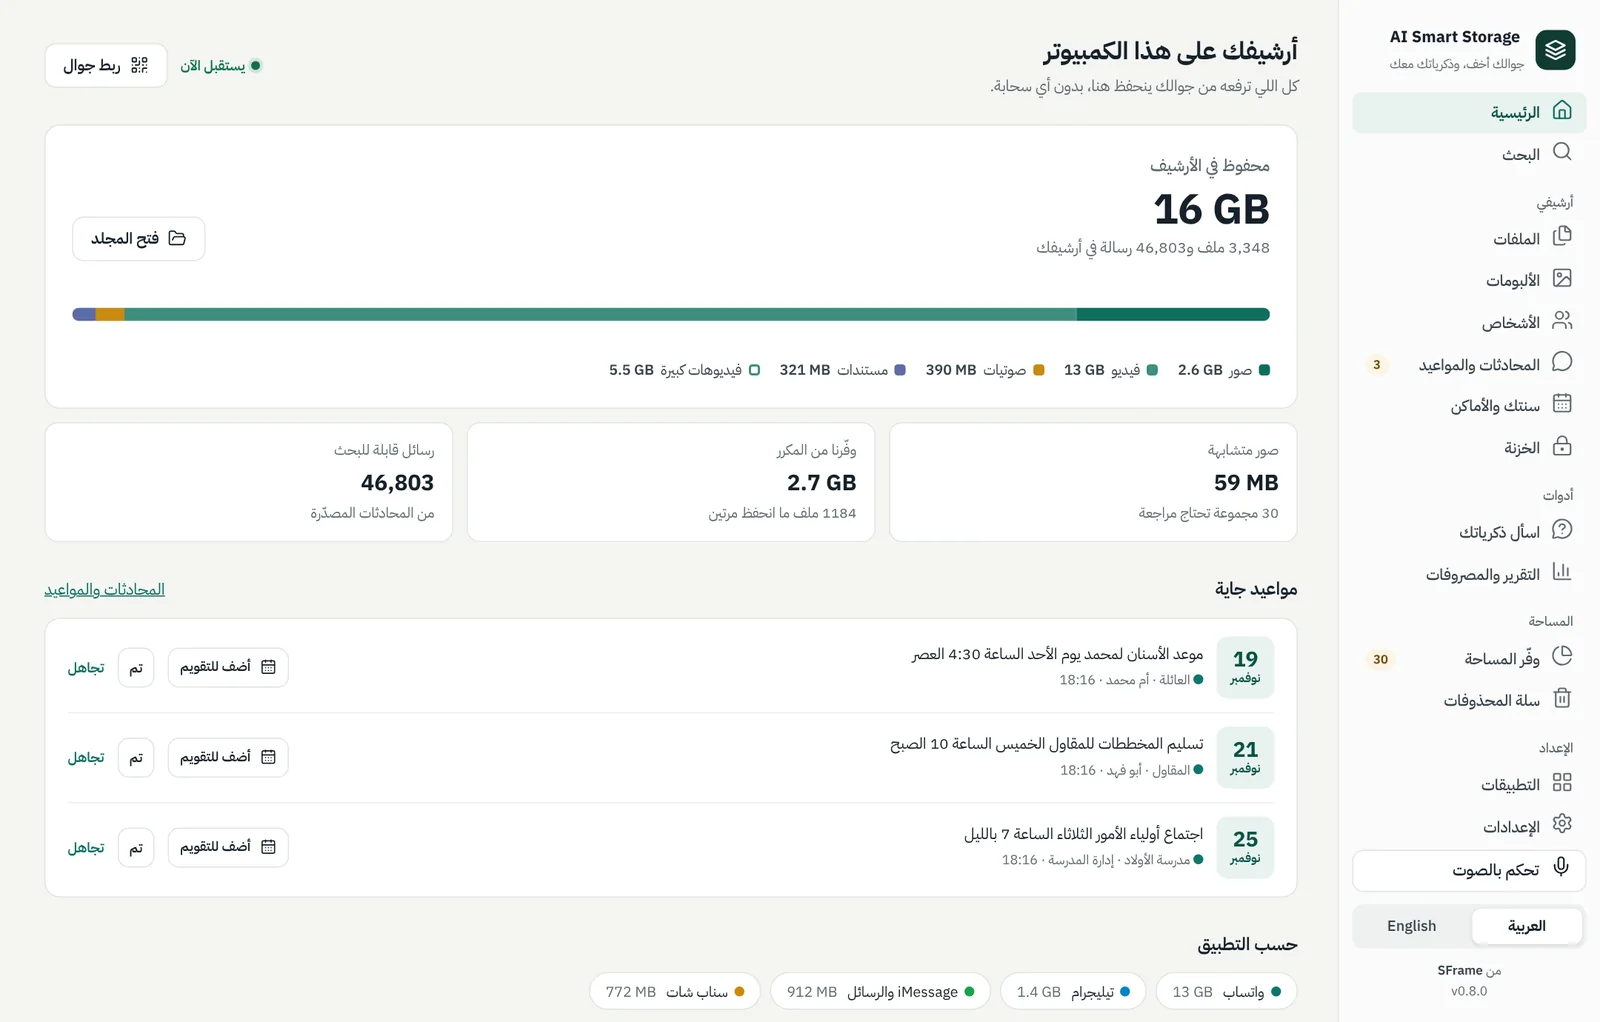 AI Smart Storage
جوالك أخف، وذكرياتك معك
الرئيسية
البحث
أرشيفي
الملفات
الألبومات
الأشخاص
المحادثات والمواعيد 3
سنتك والأماكن
الخزنة
أدوات
اسأل ذكرياتك
التقرير والمصروفات
المساحة
وفّر المساحة 30
سلة المحذوفات
الإعداد
التطبيقات
الإعدادات
تحكم بالصوت
العربية English
من SFrame
v0.8.0
أرشيفك على هذا الكمبيوتر
كل اللي ترفعه من جوالك ينحفظ هنا، بدون أي سحابة.
يستقبل الآن
ربط جوال
محفوظ في الأرشيف
16 GB
3,348 ملف و46,803 رسالة في أرشيفك
فتح المجلد
صور 2.6 GB فيديو 13 GB صوتيات 390 MB مستندات 321 MB فيديوهات كبيرة 5.5 GB
صور متشابهة
59 MB
30 مجموعة تحتاج مراجعة
وفّرنا من المكرر
2.7 GB
1184 ملف ما انحفظ مرتين
رسائل قابلة للبحث
46,803
من المحادثات المصدّرة
مواعيد جاية
المحادثات والمواعيد
19 نوفمبر
موعد الأسنان لمحمد يوم الأحد الساعة 4:30 العصر
العائلة · أم محمد · 18:16
أضف للتقويم تم تجاهل
21 نوفمبر
تسليم المخططات للمقاول الخميس الساعة 10 الصبح
المقاول · أبو فهد · 18:16
أضف للتقويم تم تجاهل
25 نوفمبر
اجتماع أولياء الأمور الثلاثاء الساعة 7 بالليل
مدرسة الأولاد · إدارة المدرسة · 18:16
أضف للتقويم تم تجاهل
حسب التطبيق
واتساب 13 GB تيليجرام 1.4 GB iMessage والرسائل 912 MB سناب شات 772 MB